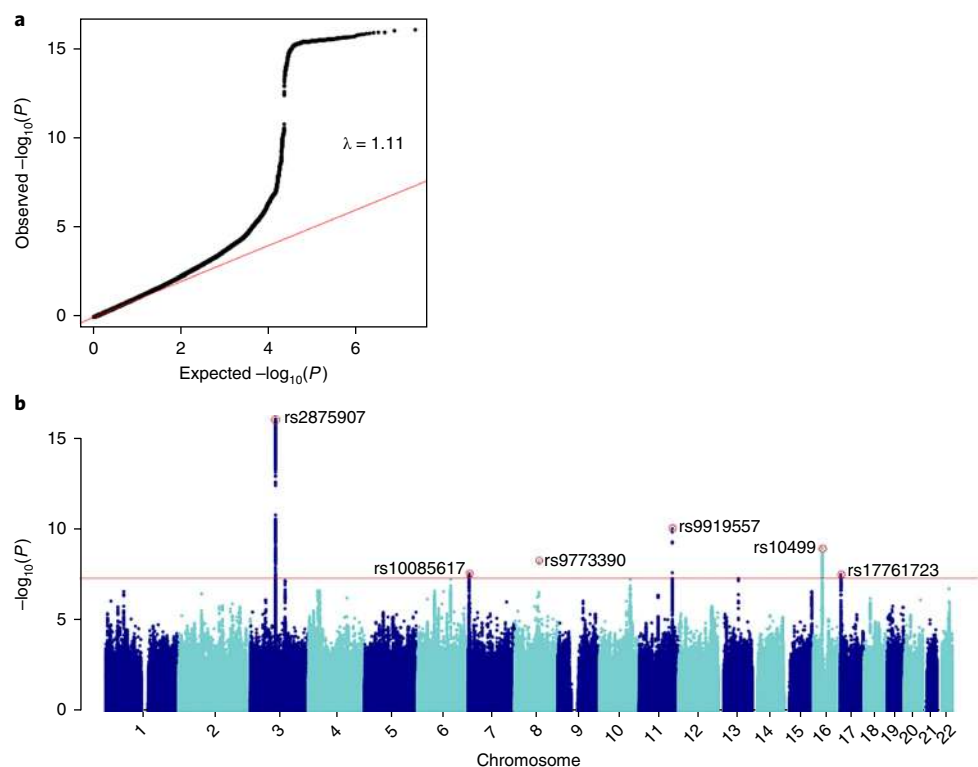 a
15
10
5
0
Observed –log10(P)
λ = 1.11
0 2 4 6
Expected –log10(P)
b
15
10
5
0
–log10(P)
rs2875907
rs9919557
rs10499
rs9773390
rs10085617
rs17761723
1 2 3 4 5 6 7 8 9 10 11 12 13 14 15 16 17 18 19 20 21 22
Chromosome